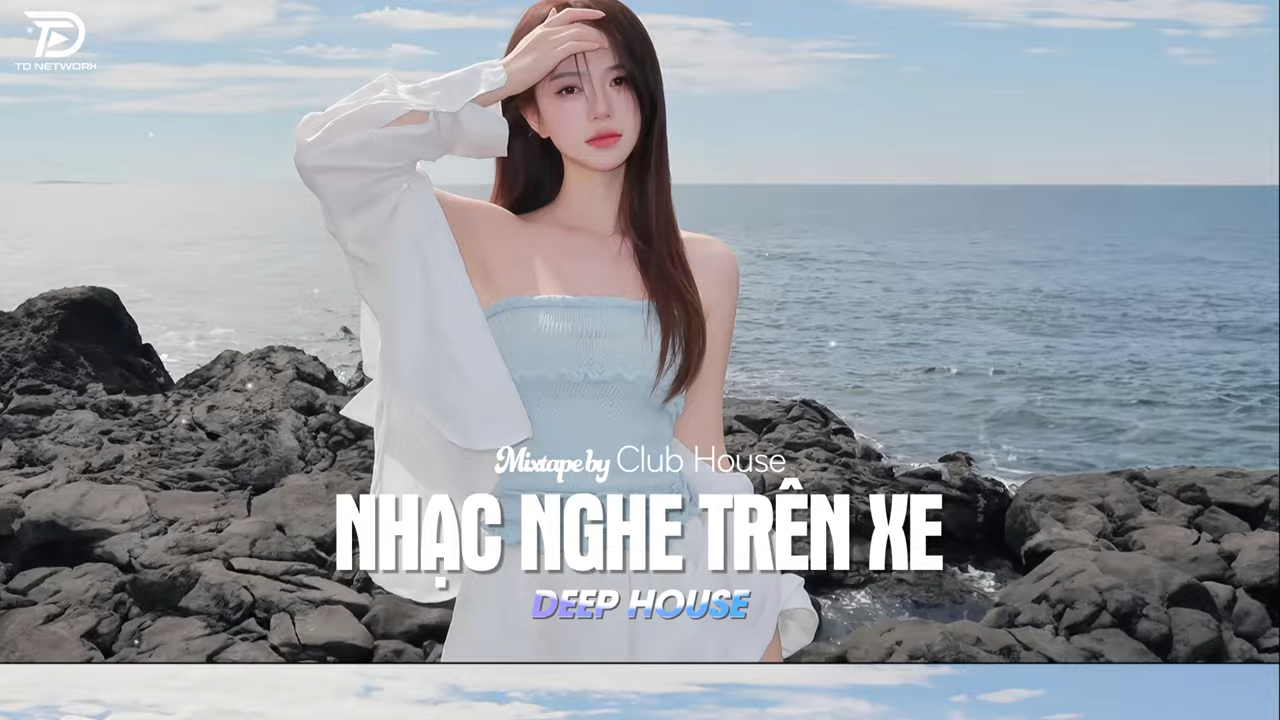 TD NETWORK
Mixtape by Club House
NHẠC NGHE TRÊN XE
DEEP HOUSE